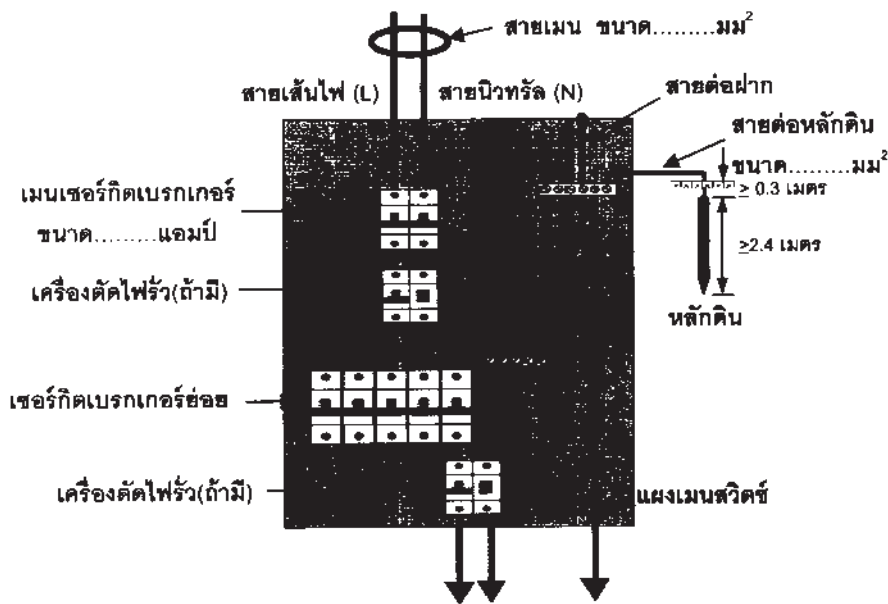 สายเมน ขนาด.........มม²
สายเส้นไฟ (L)
สายนิวทรัล (N)
สายต่อฝาก
สายต่อหลักดิน
ขนาด.........มม²
≥ 0.3 เมตร
≥2.4 เมตร
หลักดิน
เมนเซอร์กิตเบรกเกอร์
ขนาด.........แอมป์
เครื่องตัดไฟรั่ว(ถ้ามี)
เซอร์กิตเบรกเกอร์ย่อย
เครื่องตัดไฟรั่ว(ถ้ามี)
แผงเมนสวิตช์